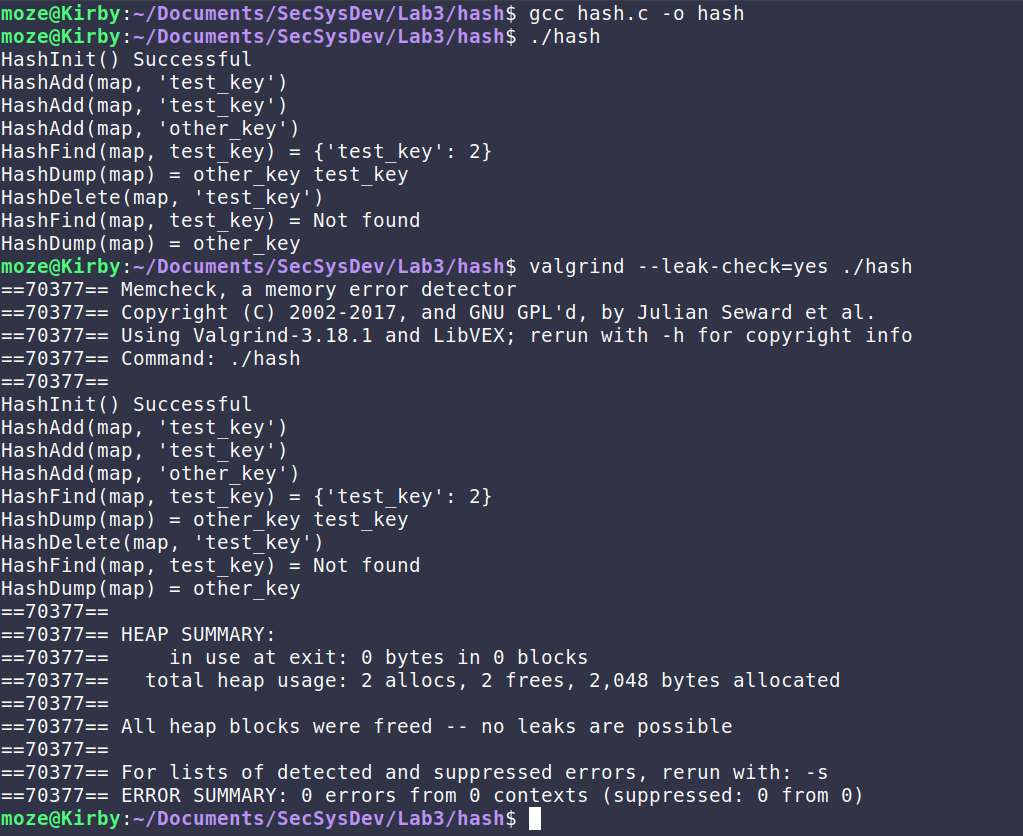 moze@Kirby:~/Documents/SecSysDev/Lab3/hash$ gcc hash.c -o hash
moze@Kirby:~/Documents/SecSysDev/Lab3/hash$ ./hash
HashInit() Successful
HashAdd(map, 'test_key')
HashAdd(map, 'test_key')
HashAdd(map, 'other_key')
HashFind(map, test_key) = {'test_key': 2}
HashDump(map) = other_key test_key
HashDelete(map, 'test_key')
HashFind(map, test_key) = Not found
HashDump(map) = other_key
moze@Kirby:~/Documents/SecSysDev/Lab3/hash$ valgrind --leak-check=yes ./hash
==70377== Memcheck, a memory error detector
==70377== Copyright (C) 2002-2017, and GNU GPL'd, by Julian Seward et al.
==70377== Using Valgrind-3.18.1 and LibVEX; rerun with -h for copyright info
==70377== Command: ./hash
==70377==
HashInit() Successful
HashAdd(map, 'test_key')
HashAdd(map, 'test_key')
HashAdd(map, 'other_key')
HashFind(map, test_key) = {'test_key': 2}
HashDump(map) = other_key test_key
HashDelete(map, 'test_key')
HashFind(map, test_key) = Not found
HashDump(map) = other_key
==70377==
==70377== HEAP SUMMARY:
==70377==     in use at exit: 0 bytes in 0 blocks
==70377==   total heap usage: 2 allocs, 2 frees, 2,048 bytes allocated
==70377==
==70377== All heap blocks were freed -- no leaks are possible
==70377==
==70377== For lists of detected and suppressed errors, rerun with: -s
==70377== ERROR SUMMARY: 0 errors from 0 contexts (suppressed: 0 from 0)
moze@Kirby:~/Documents/SecSysDev/Lab3/hash$